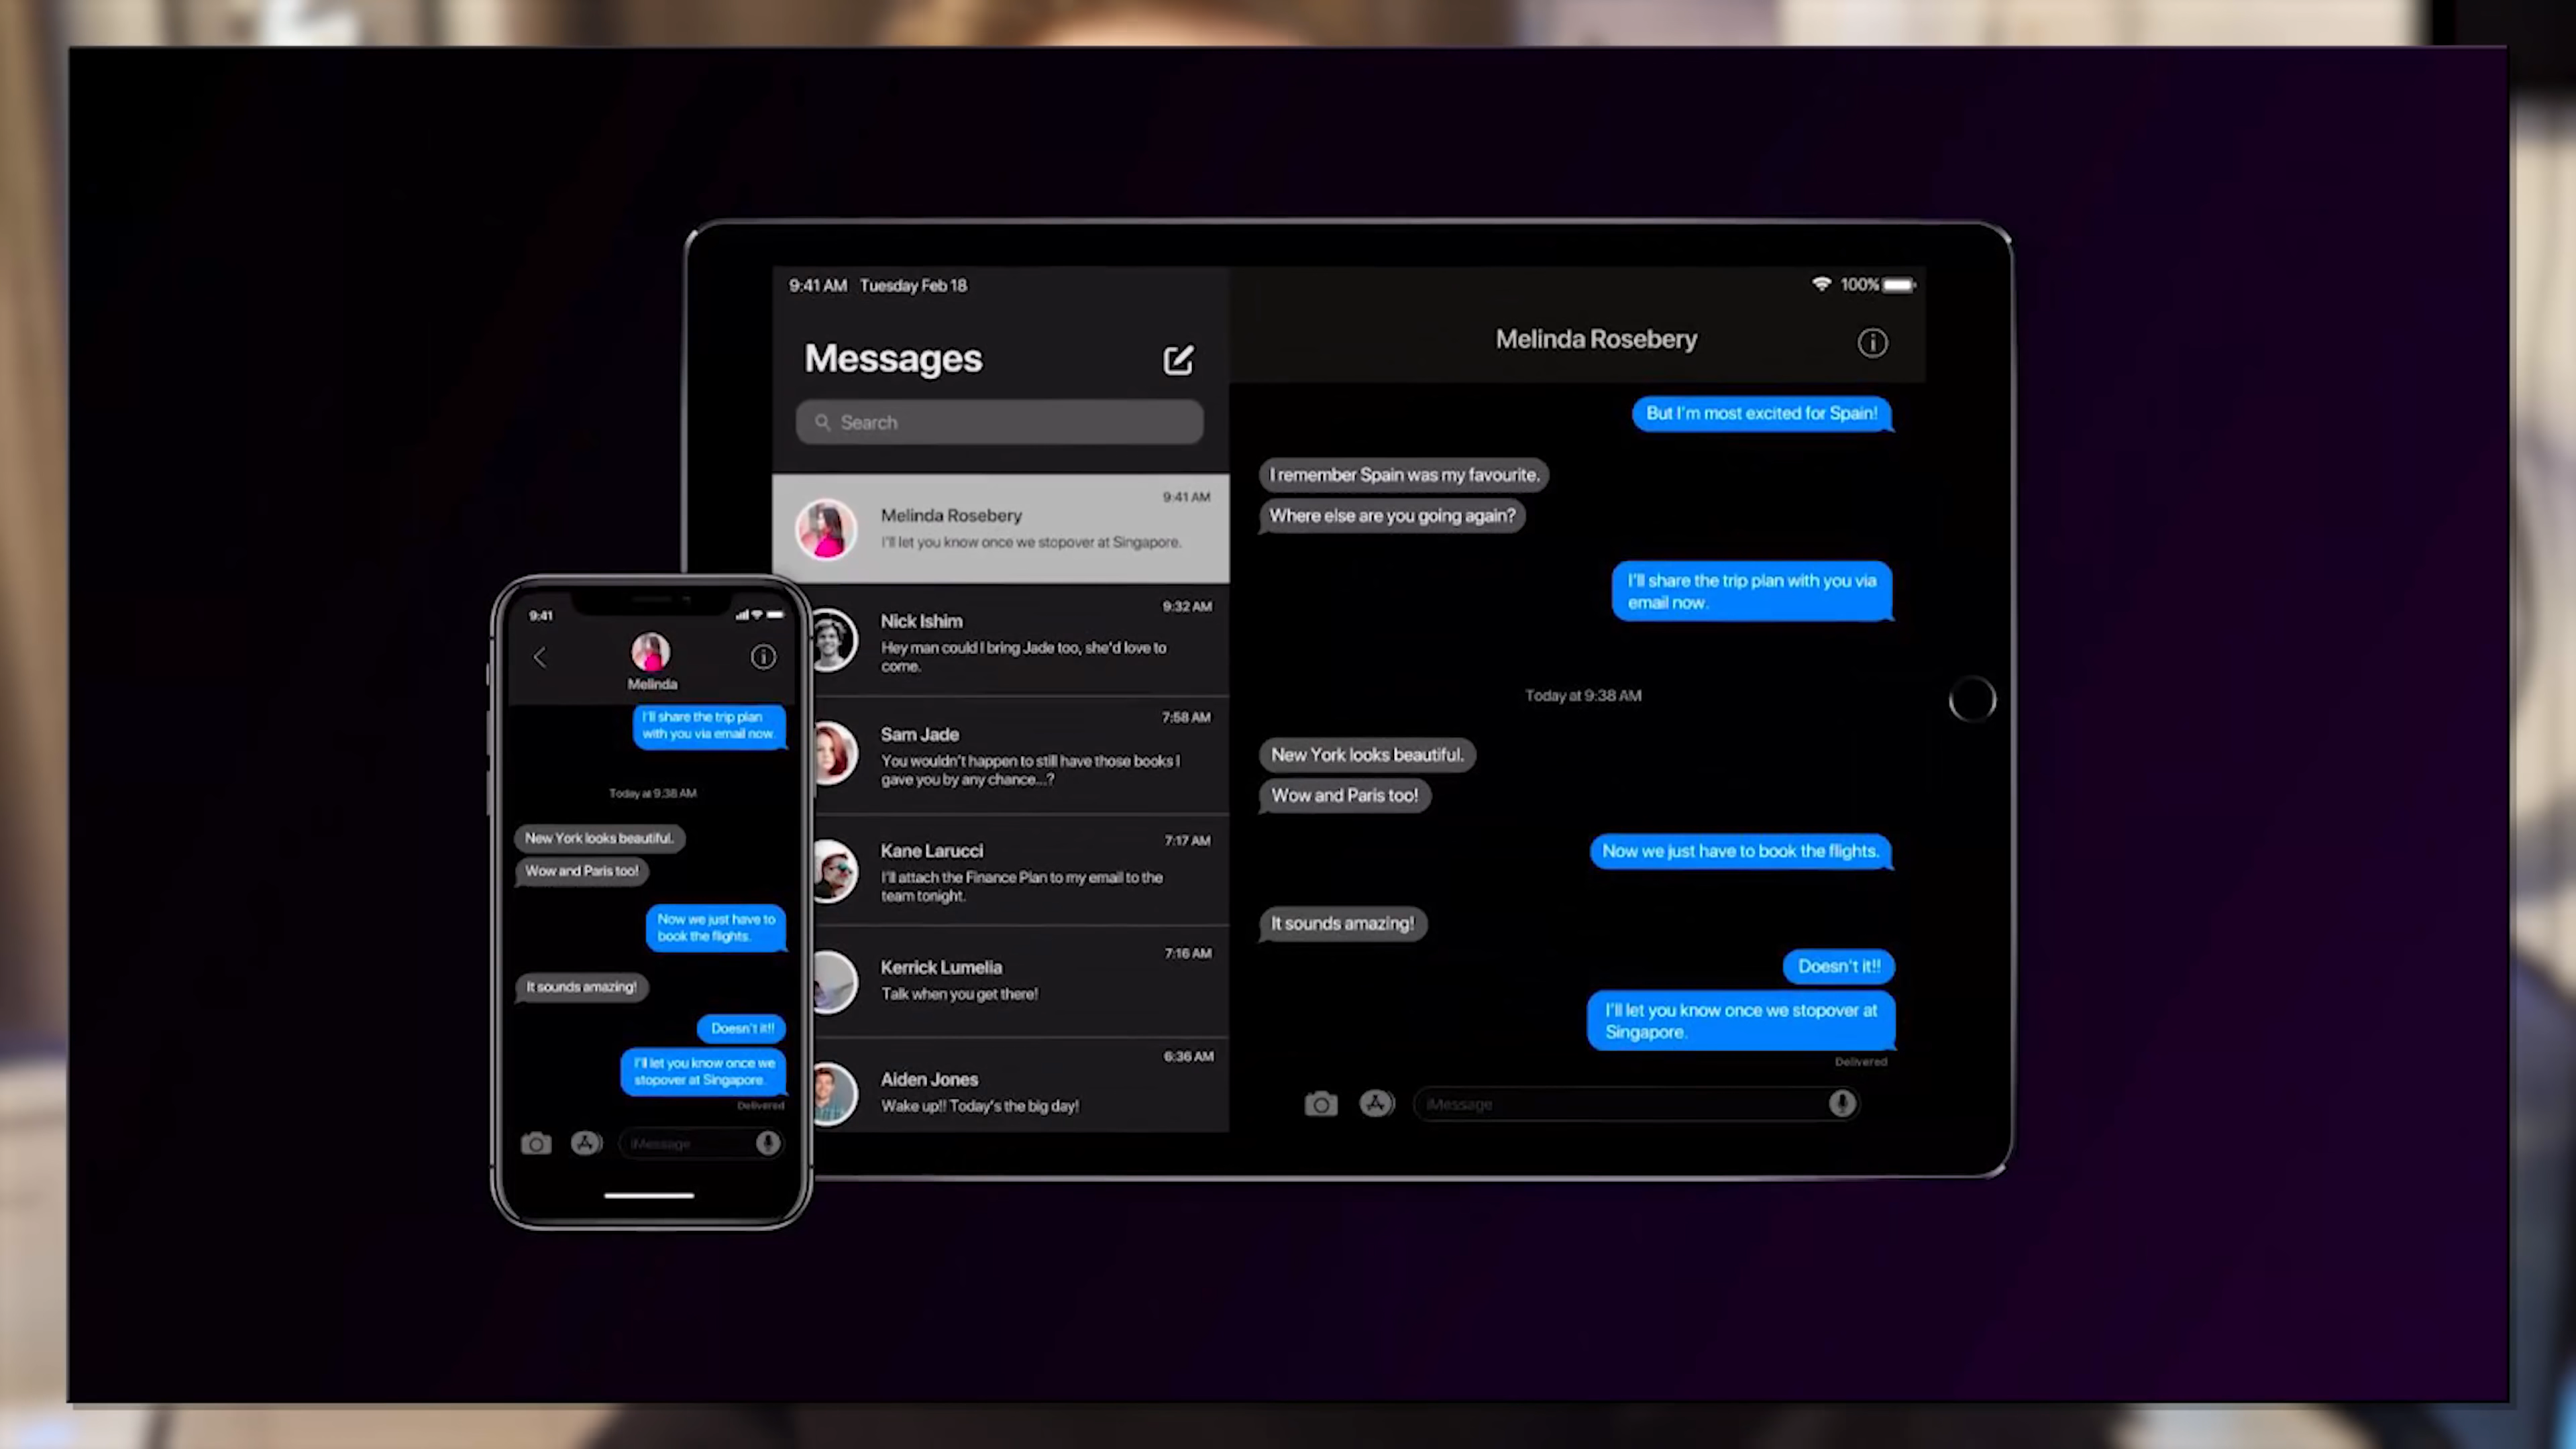 9:41 AM Tuesday Feb 18
100%
Messages
Search
Melinda Rosebery
9:41 AM
I'll let you know once we stopover at Singapore.
Nick Ishim
9:32 AM
Hey man could I bring Jade too, she'd love to
come.
Sam Jade
7:58 AM
You wouldn't happen to still have those books I
gave you by any chance...?
Kane Larucci
7:17 AM
I'll attach the Finance Plan to my email to the
team tonight.
Kerrick Lumelia
7:16 AM
Talk when you get there!
Aiden Jones
6:36 AM
Wake up!! Today's the big day!
Melinda Rosebery
But I'm most excited for Spain!
I remember Spain was my favourite.
Where else are you going again?
I'll share the trip plan with you via
email now.
Today at 9:38 AM
New York looks beautiful.
Wow and Paris too!
Now we just have to book the flights.
It sounds amazing!
Doesn't it!!
I'll let you know once we stopover at
Singapore.
Delivered
iMessage
9:41
Melinda
I'll share the trip plan
with you via email now.
Today at 9:38 AM
New York looks beautiful.
Wow and Paris too!
Now we just have to
book the flights.
It sounds amazing!
Doesn't it!!
I'll let you know once we
stopover at Singapore.
Delivered
iMessage